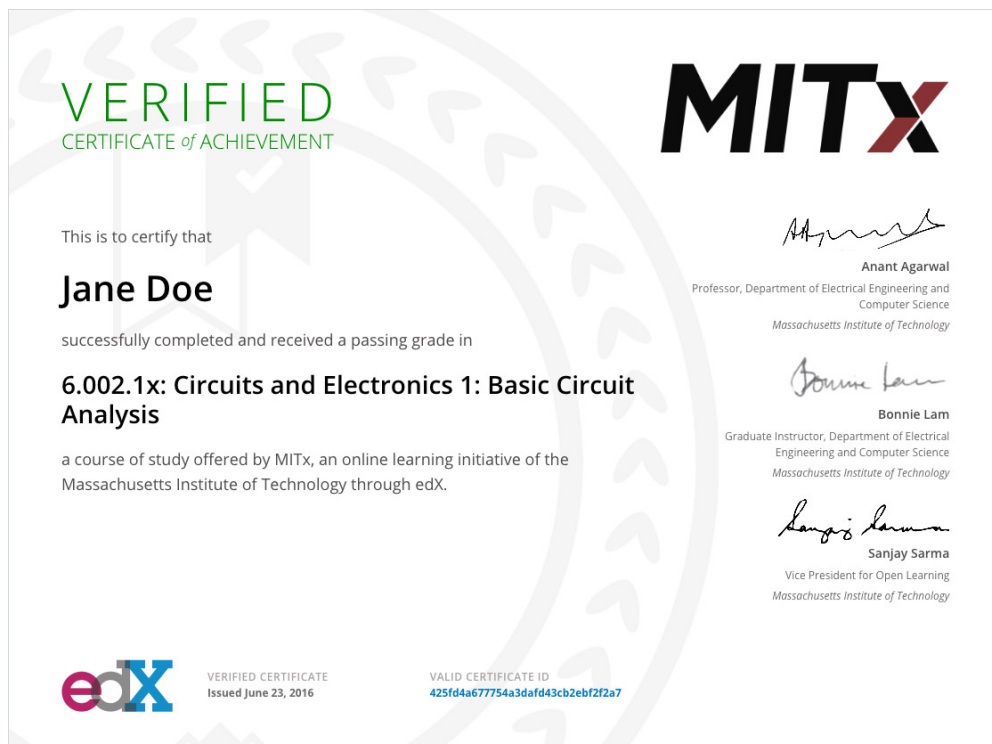 VERIFIED
CERTIFICATE of ACHIEVEMENT
MITx
This is to certify that
Jane Doe
successfully completed and received a passing grade in
6.002.1x: Circuits and Electronics 1: Basic Circuit
Analysis
a course of study offered by MITx, an online learning initiative of the
Massachusetts Institute of Technology through edX.
Anant Agarwal
Professor, Department of Electrical Engineering and
Computer Science
Massachusetts Institute of Technology
Bonnie Lam
Bonnie Lam
Graduate Instructor, Department of Electrical
Engineering and Computer Science
Massachusetts Institute of Technology
Sanjay Sarma
Sanjay Sarma
Vice President for Open Learning
Massachusetts Institute of Technology
edX
VERIFIED CERTIFICATE
Issued June 23, 2016
VALID CERTIFICATE ID
425fd4a677754a3dafd43cb2ebf2f2a7